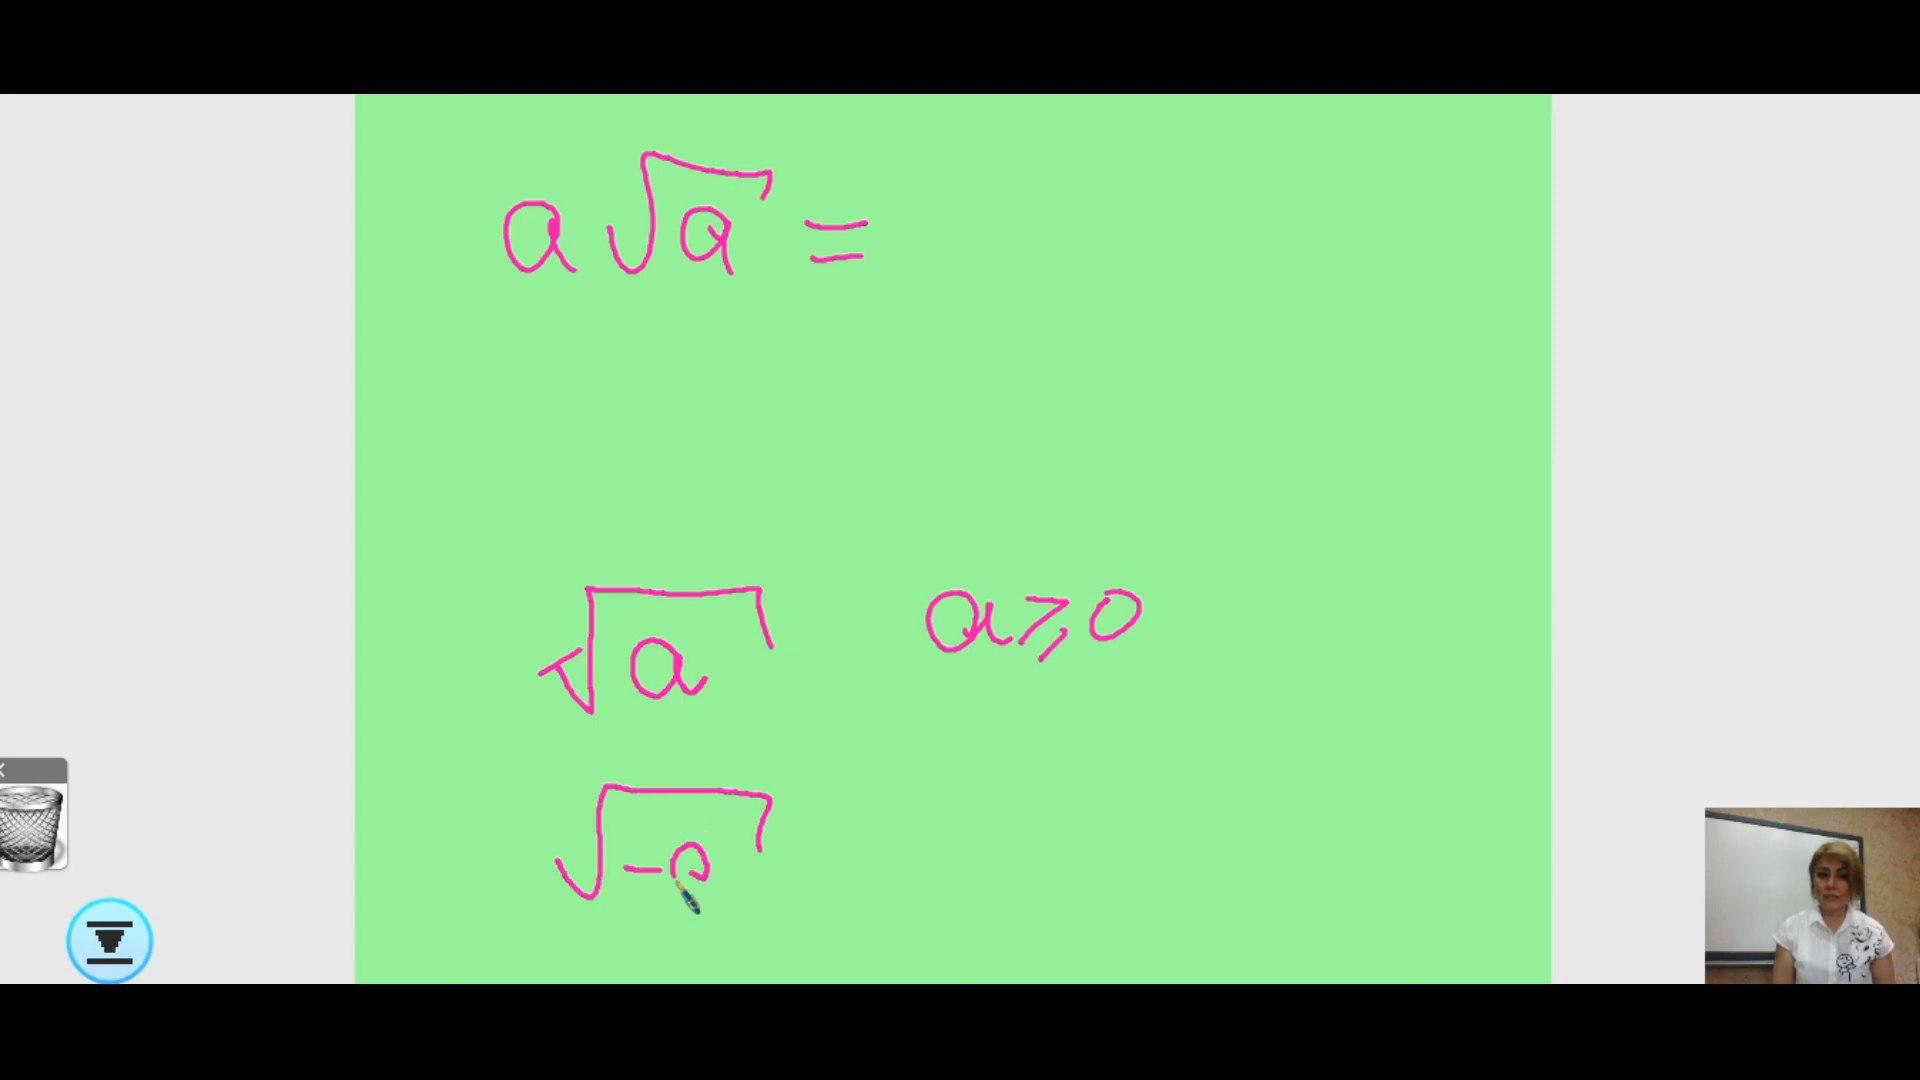 a√a =
√a a ⩾ 0
√-a